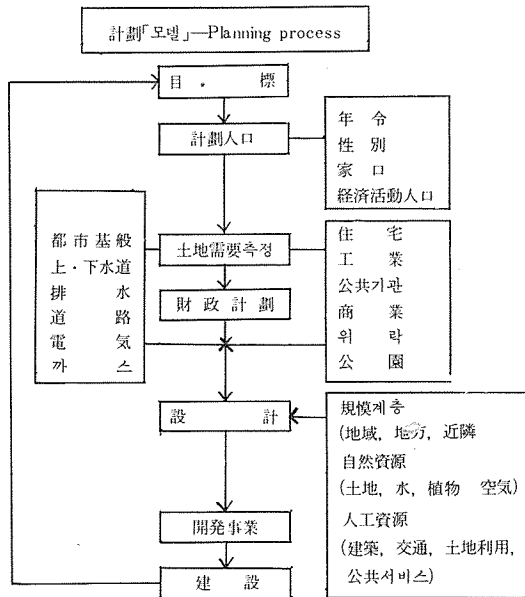 計劃「모델」—Planning process
目 . 標
計劃人口
年 令
性 別
家 口
経済活動人口
都市基般
上・下水道
排 水
道 路
電 気
까 스
土地需要측정
財政計劃
住 宅
工 業
公共기관
商 業
위 락
公 園
設 計
規模계층
(地域, 地方, 近隣
自然資源
(土地, 水, 植物 空気)
人工資源
(建築, 交通, 土地利用,
公共서비스)
開発事業
建 設